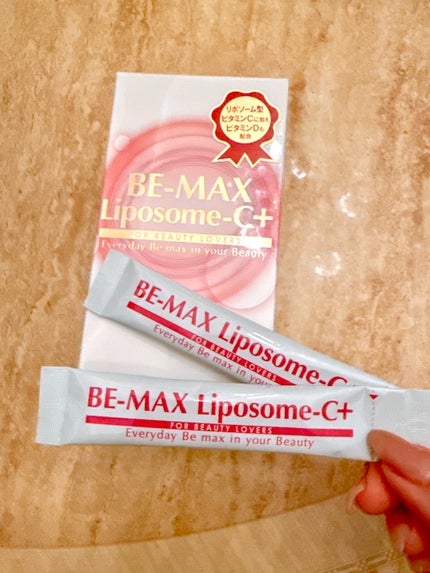 リポソーム型
ビタミンCに加え
ビタミンDも
配合
BE-MAX
Liposome-C+
FOR BEAUTY LOVERS
Everyday Be max in your Beauty
BE-MAX Liposome-C
FOR BEAUTY LOVERS
Everyday Be max in your
BE-MAX Liposome-C+
FOR BEAUTY LOVERS
Everyday Be max in your Beauty